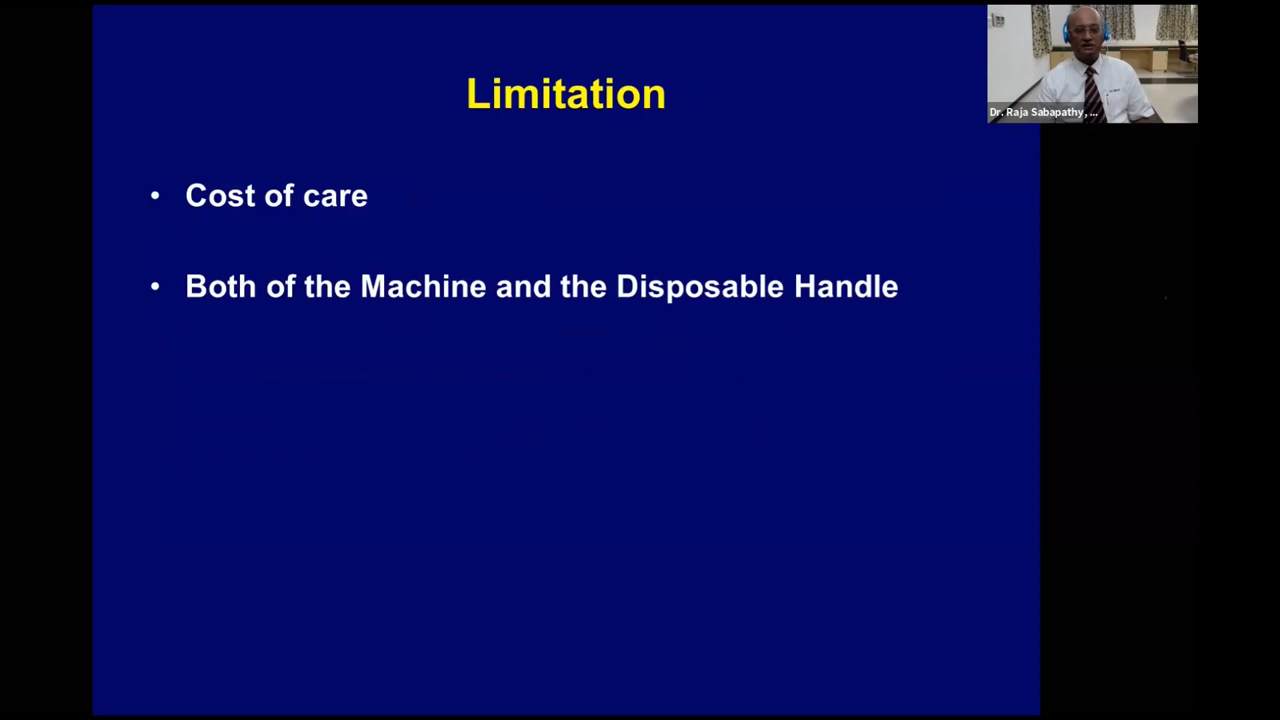 Limitation
Dr. Raja Sabapathy, ...
• Cost of care
• Both of the Machine and the Disposable Handle